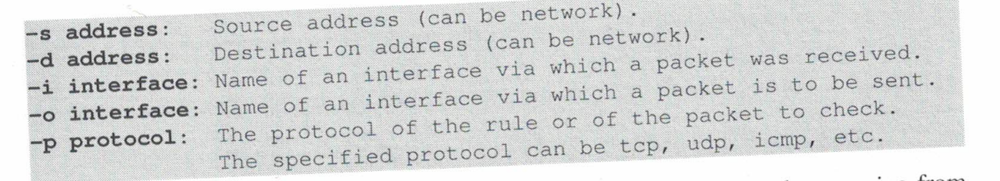 -s address: Source address (can be network).
-d address: Destination address (can be network).
-i interface: Name of an interface via which a packet was received.
-o interface: Name of an interface via which a packet is to be sent.
-p protocol: The protocol of the rule or of the packet to check.
The specified protocol can be tcp, udp, icmp, etc.
from